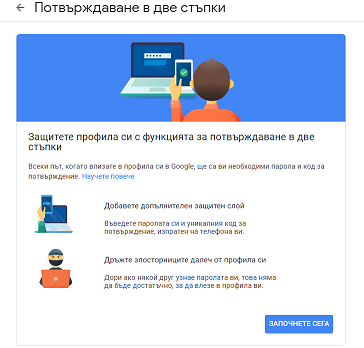 Потвърждаване в две стъпки
Защитете профила си с функцията за потвърждаване в две
стъпки
Всеки път, когато влизате в профила си в Google, ще са ви необходими парола и код за
потвърждение. Научете повече
Добавете допълнителен защитен слой
Въведете паролата си и уникалния код за
потвърждение, изпратен на телефона ви.
Дръжте злосторниците далеч от профила си
Дори ако някой друг узнае паролата ви, това няма
да бъде достатъчно, за да влезе в профила ви.
ЗАПОЧНЕТЕ СЕГА